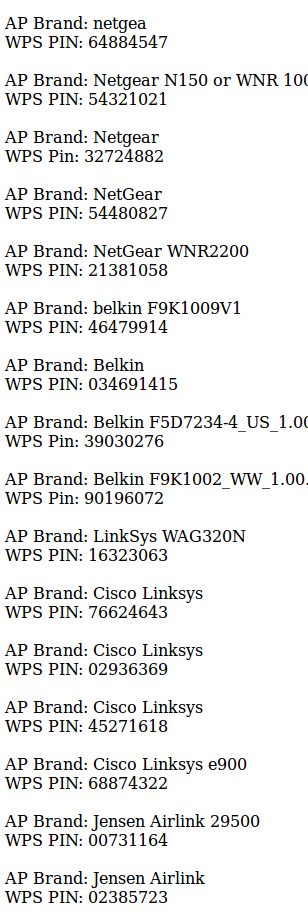 AP Brand: netgea
WPS PIN: 64884547
AP Brand: Netgear N150 or WNR 100
WPS PIN: 54321021
AP Brand: Netgear
WPS Pin: 32724882
AP Brand: NetGear
WPS PIN: 54480827
AP Brand: NetGear WNR2200
WPS PIN: 21381058
AP Brand: belkin F9K1009V1
WPS PIN: 46479914
AP Brand: Belkin
WPS PIN: 034691415
AP Brand: Belkin F5D7234-4_US_1.00
WPS Pin: 39030276
AP Brand: Belkin F9K1002_WW_1.00.
WPS Pin: 90196072
AP Brand: LinkSys WAG320N
WPS PIN: 16323063
AP Brand: Cisco Linksys
WPS PIN: 76624643
AP Brand: Cisco Linksys
WPS PIN: 02936369
AP Brand: Cisco Linksys
WPS PIN: 45271618
AP Brand: Cisco Linksys e900
WPS PIN: 68874322
AP Brand: Jensen Airlink 29500
WPS PIN: 00731164
AP Brand: Jensen Airlink
WPS PIN: 02385723